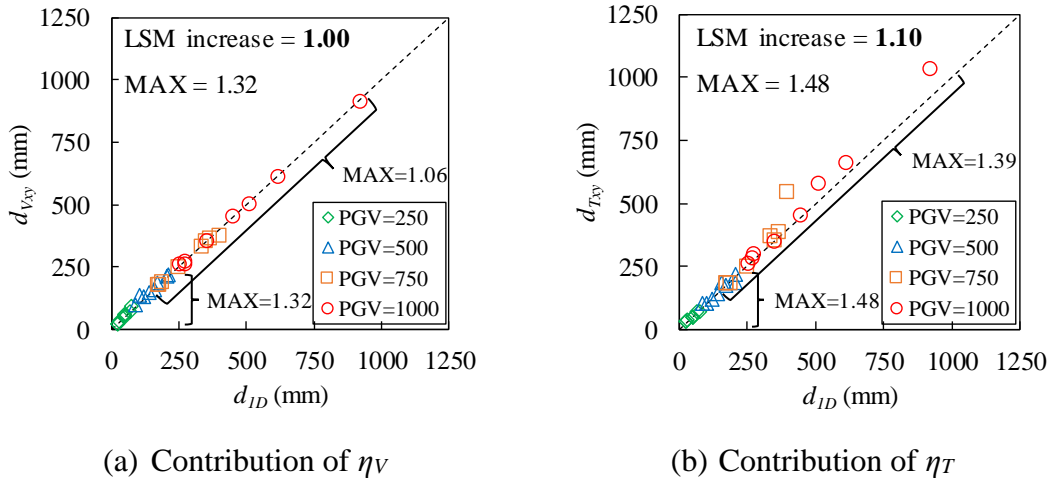 LSM increase = 1.00
MAX = 1.32
1250
1000
750
500
250
0
d_Vxy (mm)
MAX=1.06
MAX=1.32
PGV=250
PGV=500
PGV=750
PGV=1000
0 250 500 750 1000 1250
d_1D (mm)
(a) Contribution of η_V
LSM increase = 1.10
MAX = 1.48
1250
1000
750
500
250
0
d_Txy (mm)
MAX=1.39
MAX=1.48
PGV=250
PGV=500
PGV=750
PGV=1000
0 250 500 750 1000 1250
d_1D (mm)
(b) Contribution of η_T